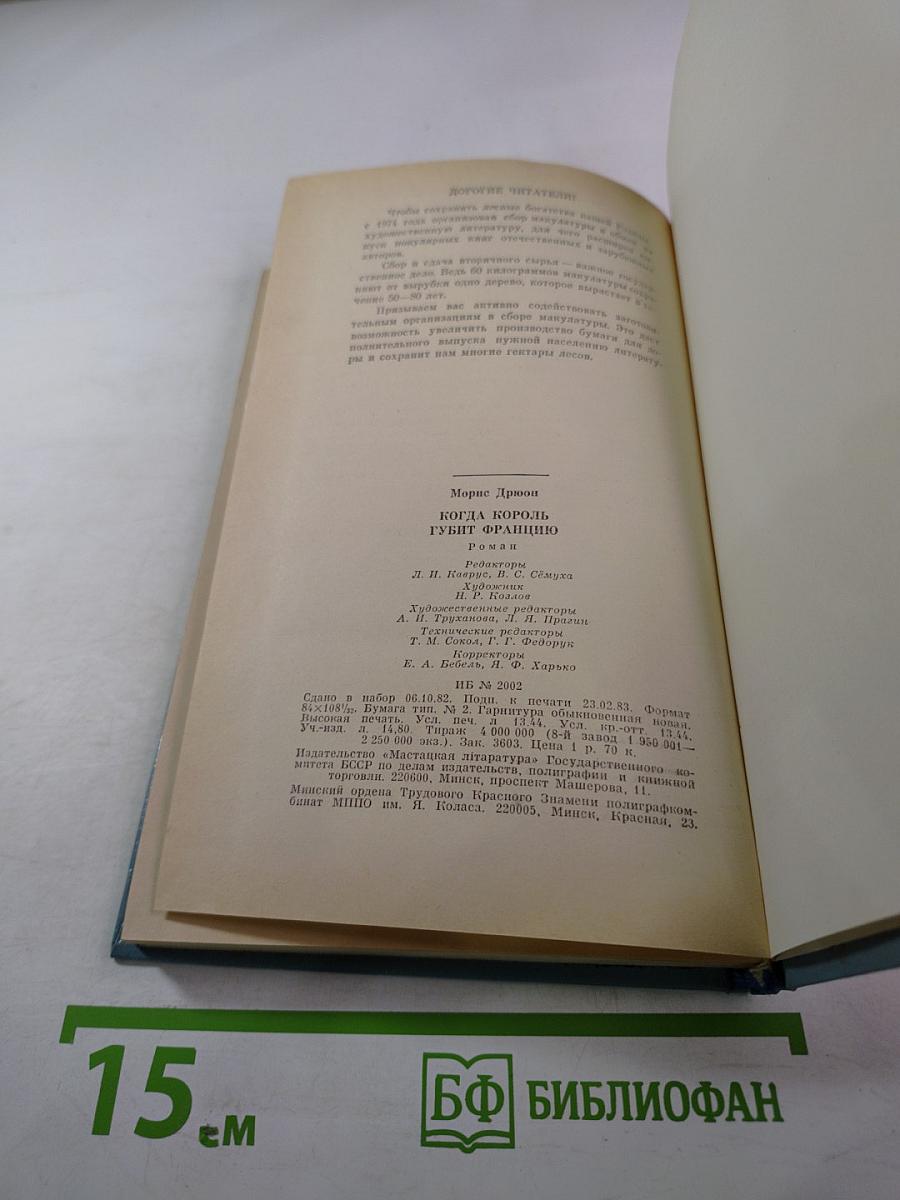 ДОРОГИЕ ЧИТАТЕЛИ!
Чтобы сохранить лесные богатства нашей Родины,
с 1974 года организован сбор макулатуры в обмен на
художественную литературу, для чего расширен вы-
пуск популярных книг отечественных и зарубежных
авторов.
Сбор и сдача вторичного сырья — важное государ-
ственное дело. Ведь 60 килограммов макулатуры сохра-
няют от вырубки одно дерево, которое вырастает в те-
чение 50—80 лет.
Призываем вас активно содействовать заготови-
тельным организациям в сборе макулатуры. Это даст
возможность увеличить производство бумаги для до-
полнительного выпуска нужной населению литерату-
ры и сохранит нам многие гектары лесов.
Морис Дрюон
КОГДА КОРОЛЬ
ГУБИТ ФРАНЦИЮ
Роман
Редакторы
Л. И. Каврус, В. С. Сёмуха
Художник
Н. Р. Козлов
Художественные редакторы
А. И. Труханова, Л. Я. Прагин
Технические редакторы
Т. М. Сокол, Г. Г. Федорук
Корректоры
Е. А. Бебель, Я. Ф. Харько
ИБ № 2002
Сдано в набор 06.10.82. Подп. к печати 23.02.83. Формат
84×108¹/₃₂. Бумага тип. № 2. Гарнитура обыкновенная новая.
Высокая печать. Усл. печ. л 13.44. Усл. кр.-отт. 13.44.
Уч.-изд. л. 14,80. Тираж 4 000 000 (8-й завод 1 950 001—
2 250 000 экз.). Зак. 3603. Цена 1 р. 70 к.
Издательство «Мастацкая літаратура» Государственного ко-
митета БССР по делам издательств, полиграфии и книжной
торговли. 220600, Минск, проспект Машерова, 11.
Минский ордена Трудового Красного Знамени полиграфком-
бинат МППО им. Я. Коласа. 220005, Минск, Красная, 23.
15 см
БФ БИБЛИОФАН